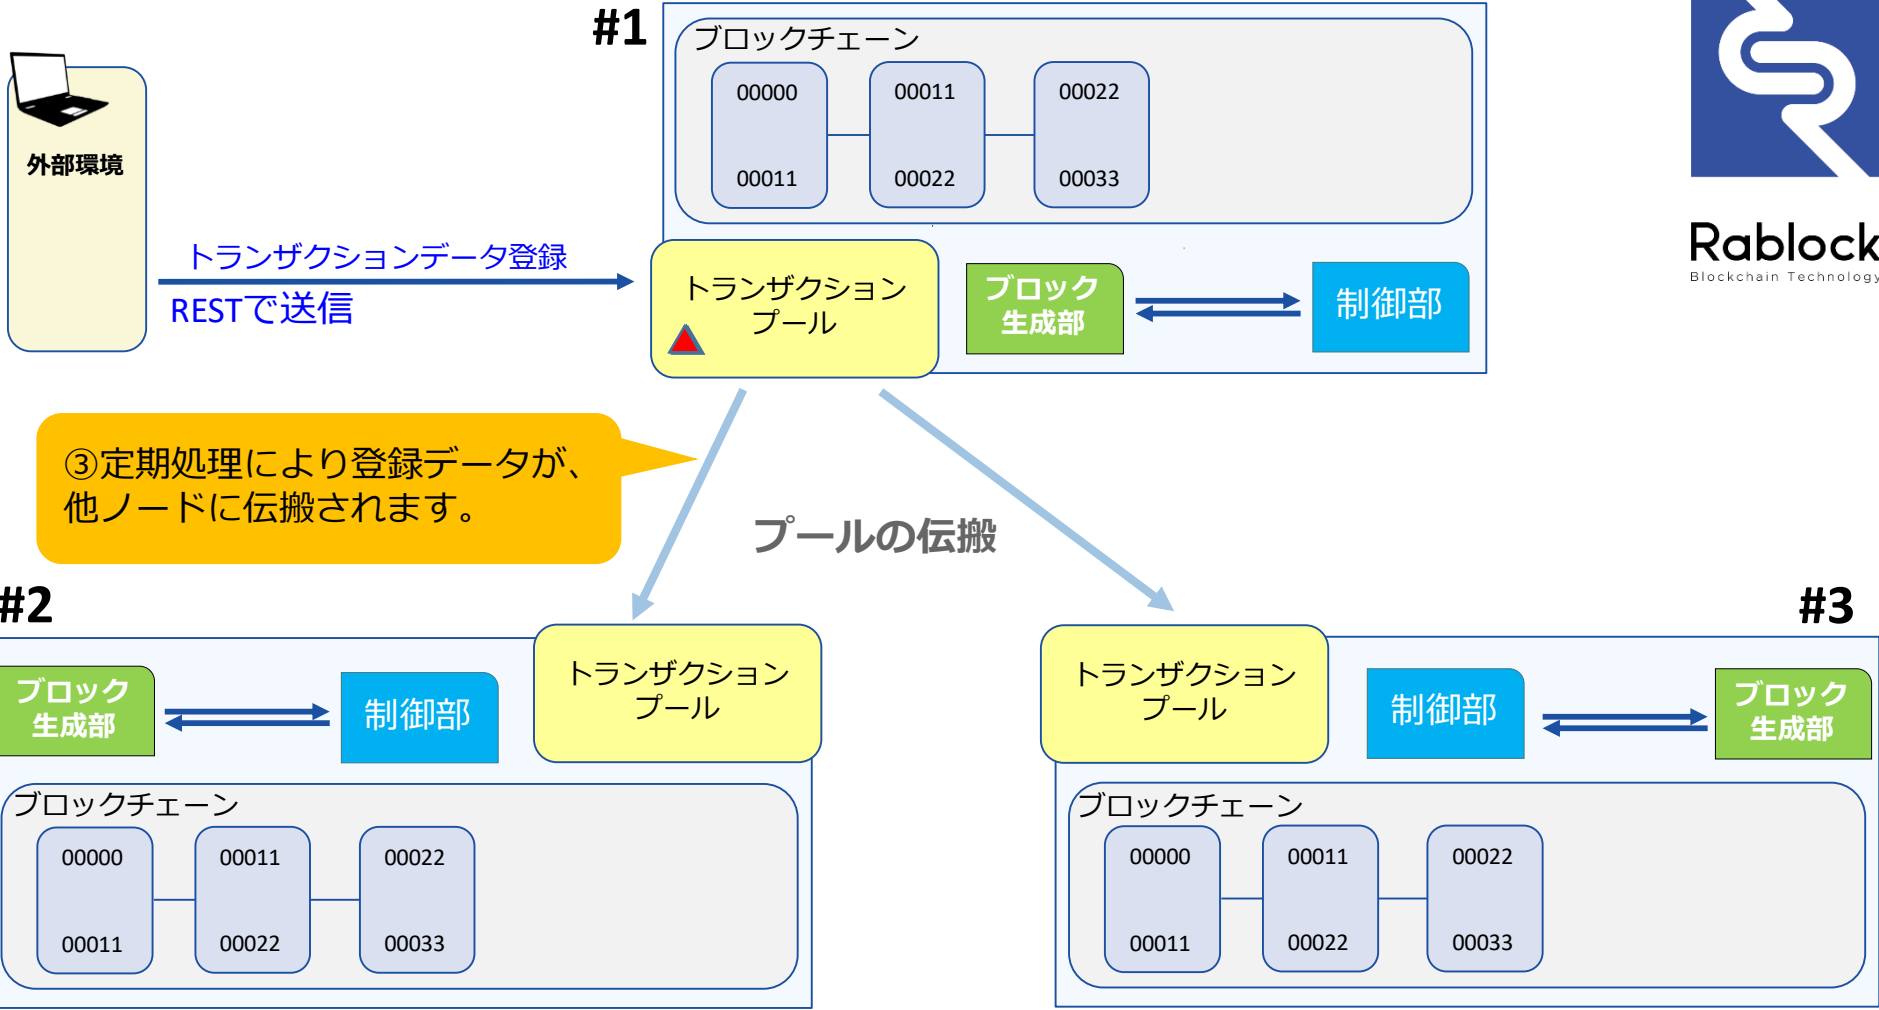 #1
ブロックチェーン
00000
00011
00022
00011
00022
00033
外部環境
Rablock
Blockchain Technology
トランザクションデータ登録
RESTで送信
トランザクション
プール
ブロック
生成部
制御部
③定期処理により登録データが、
他ノードに伝搬されます。
プールの伝搬
#2
ブロック
生成部
制御部
トランザクション
プール
ブロックチェーン
00000
00011
00022
00011
00022
00033
#3
トランザクション
プール
制御部
ブロック
生成部
ブロックチェーン
00000
00011
00022
00011
00022
00033